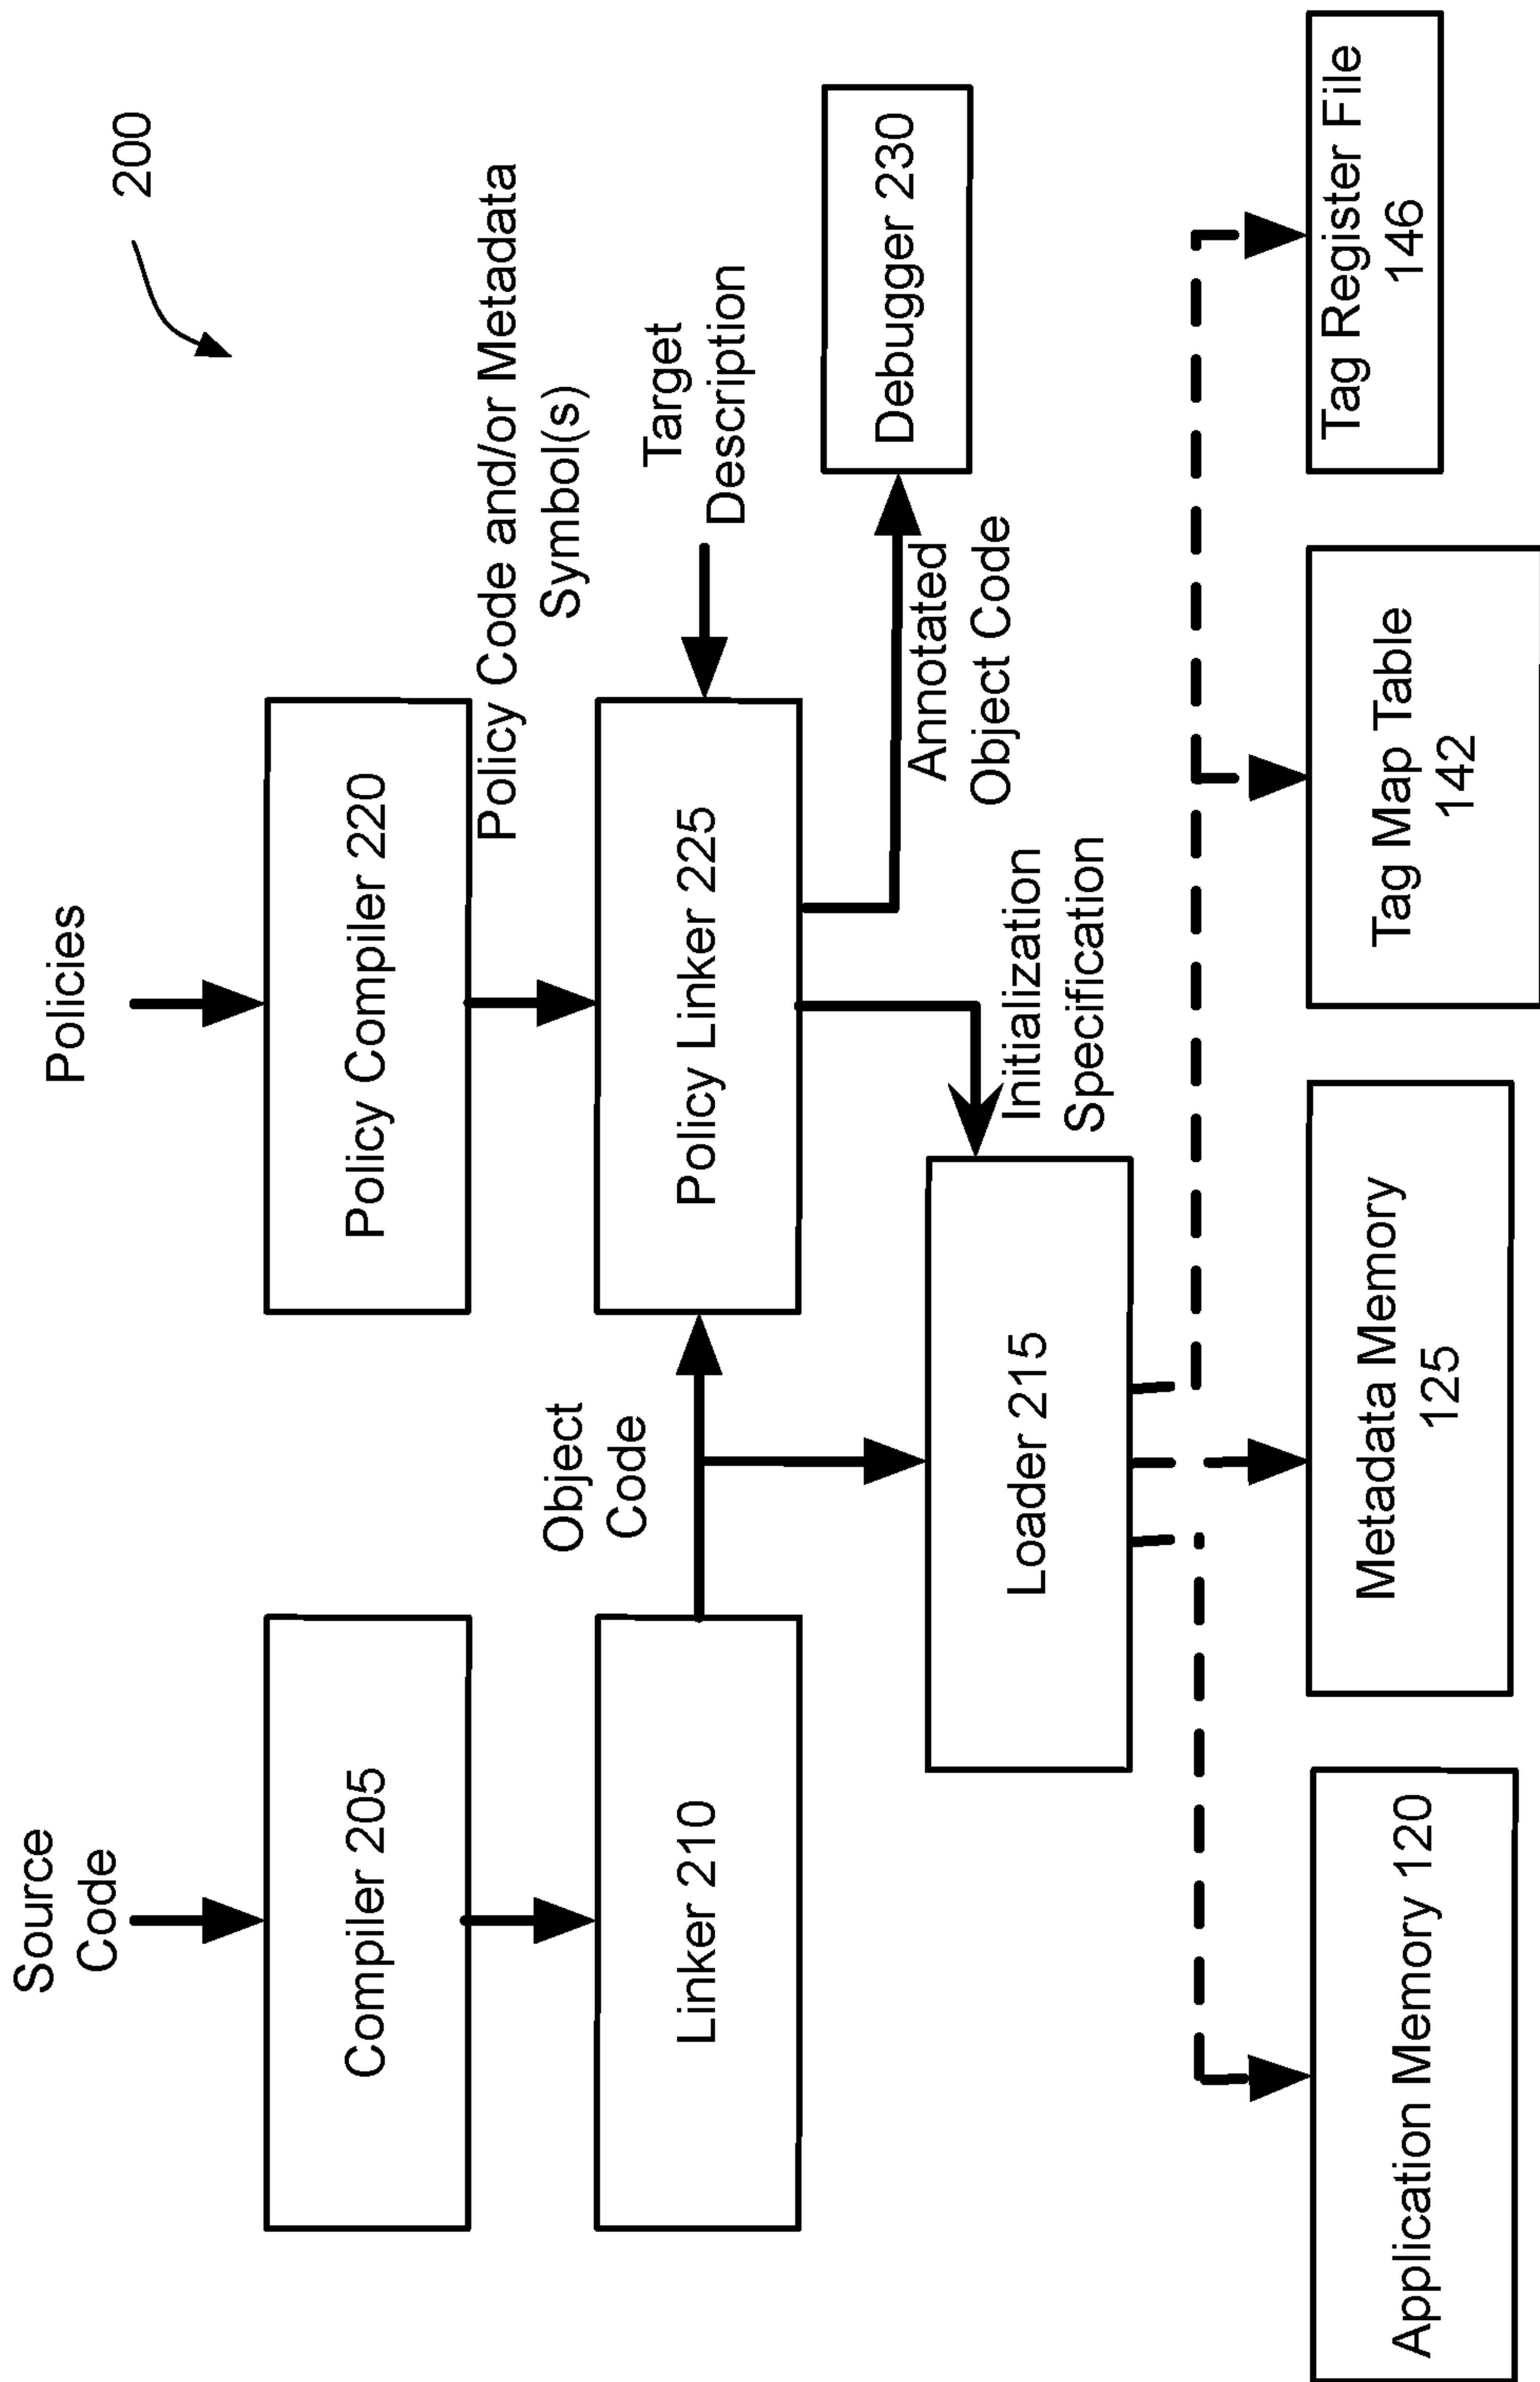 200
Source
Code
Policies
Compiler 205
Policy Compiler 220
Policy Code and/or Metadata
Symbol(s)
Object
Code
Target
Description
Linker 210
Policy Linker 225
Debugger 230
Annotated
Object Code
Initialization
Specification
Loader 215
Application Memory 120
Metadata Memory
125
Tag Map Table
142
Tag Register File
146